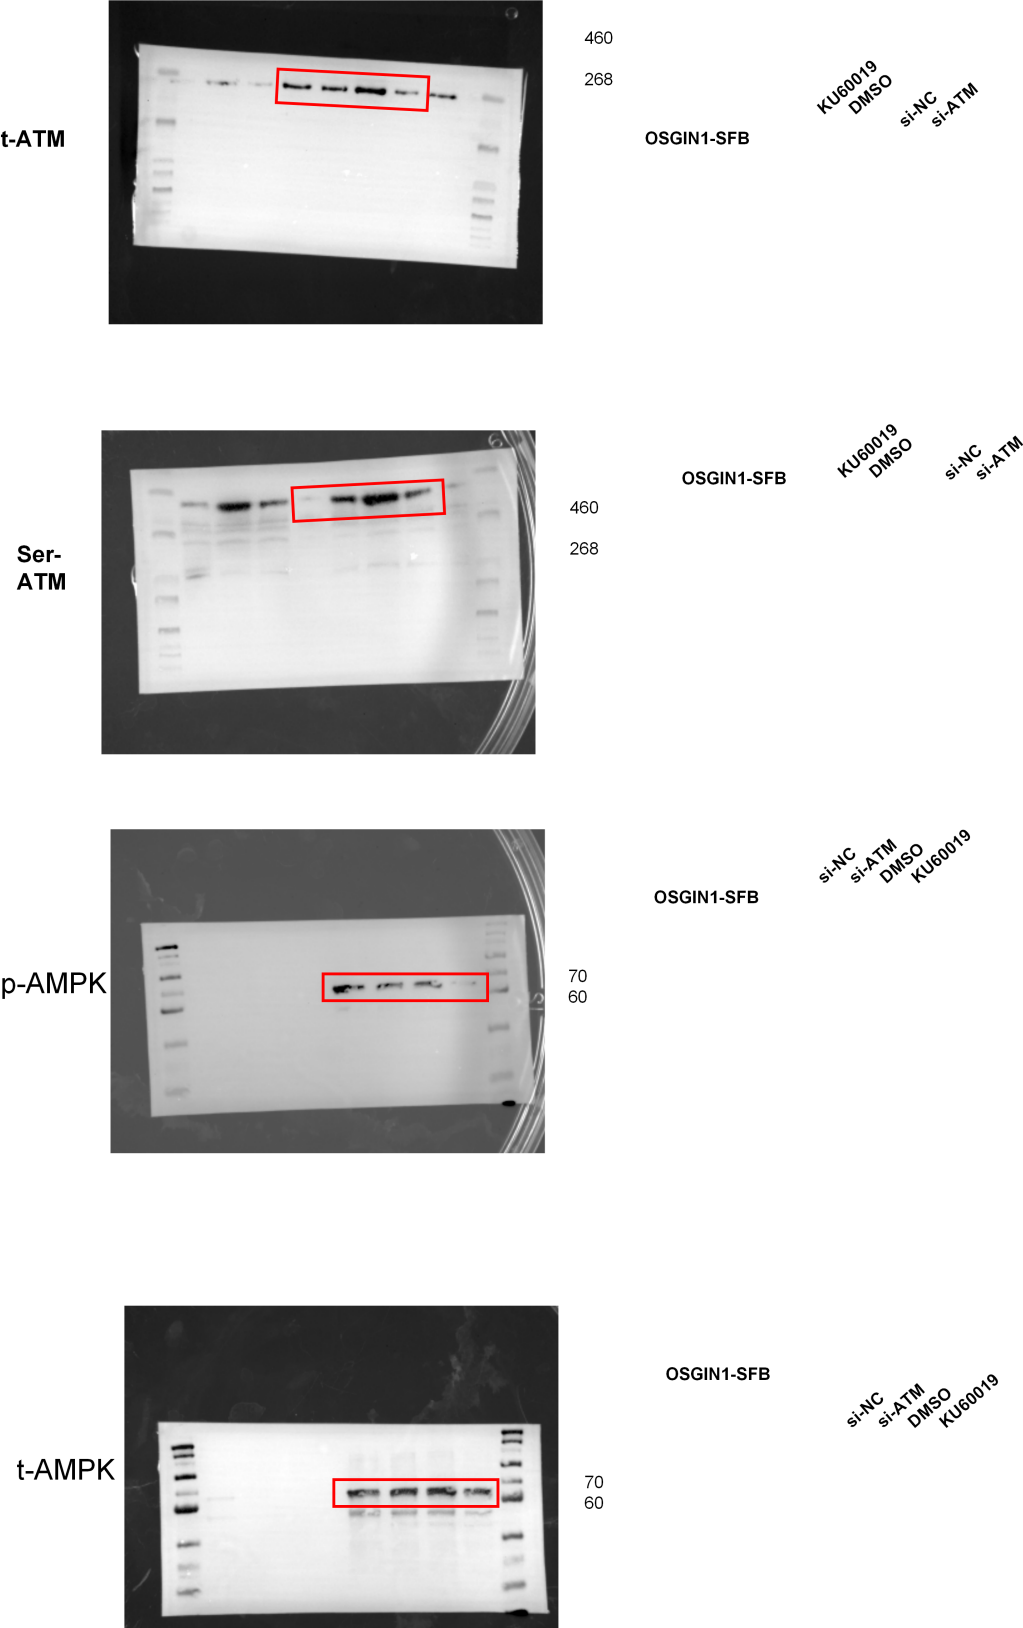 460
268
KU60019
DMSO
si-NC
si-ATM
t-ATM
OSGIN1-SFB
KU60019
DMSO
si-NC
si-ATM
OSGIN1-SFB
460
268
Ser-
ATM
si-NC
si-ATM
DMSO
KU60019
OSGIN1-SFB
p-AMPK
70
60
OSGIN1-SFB
si-NC
si-ATM
DMSO
KU60019
t-AMPK
70
60